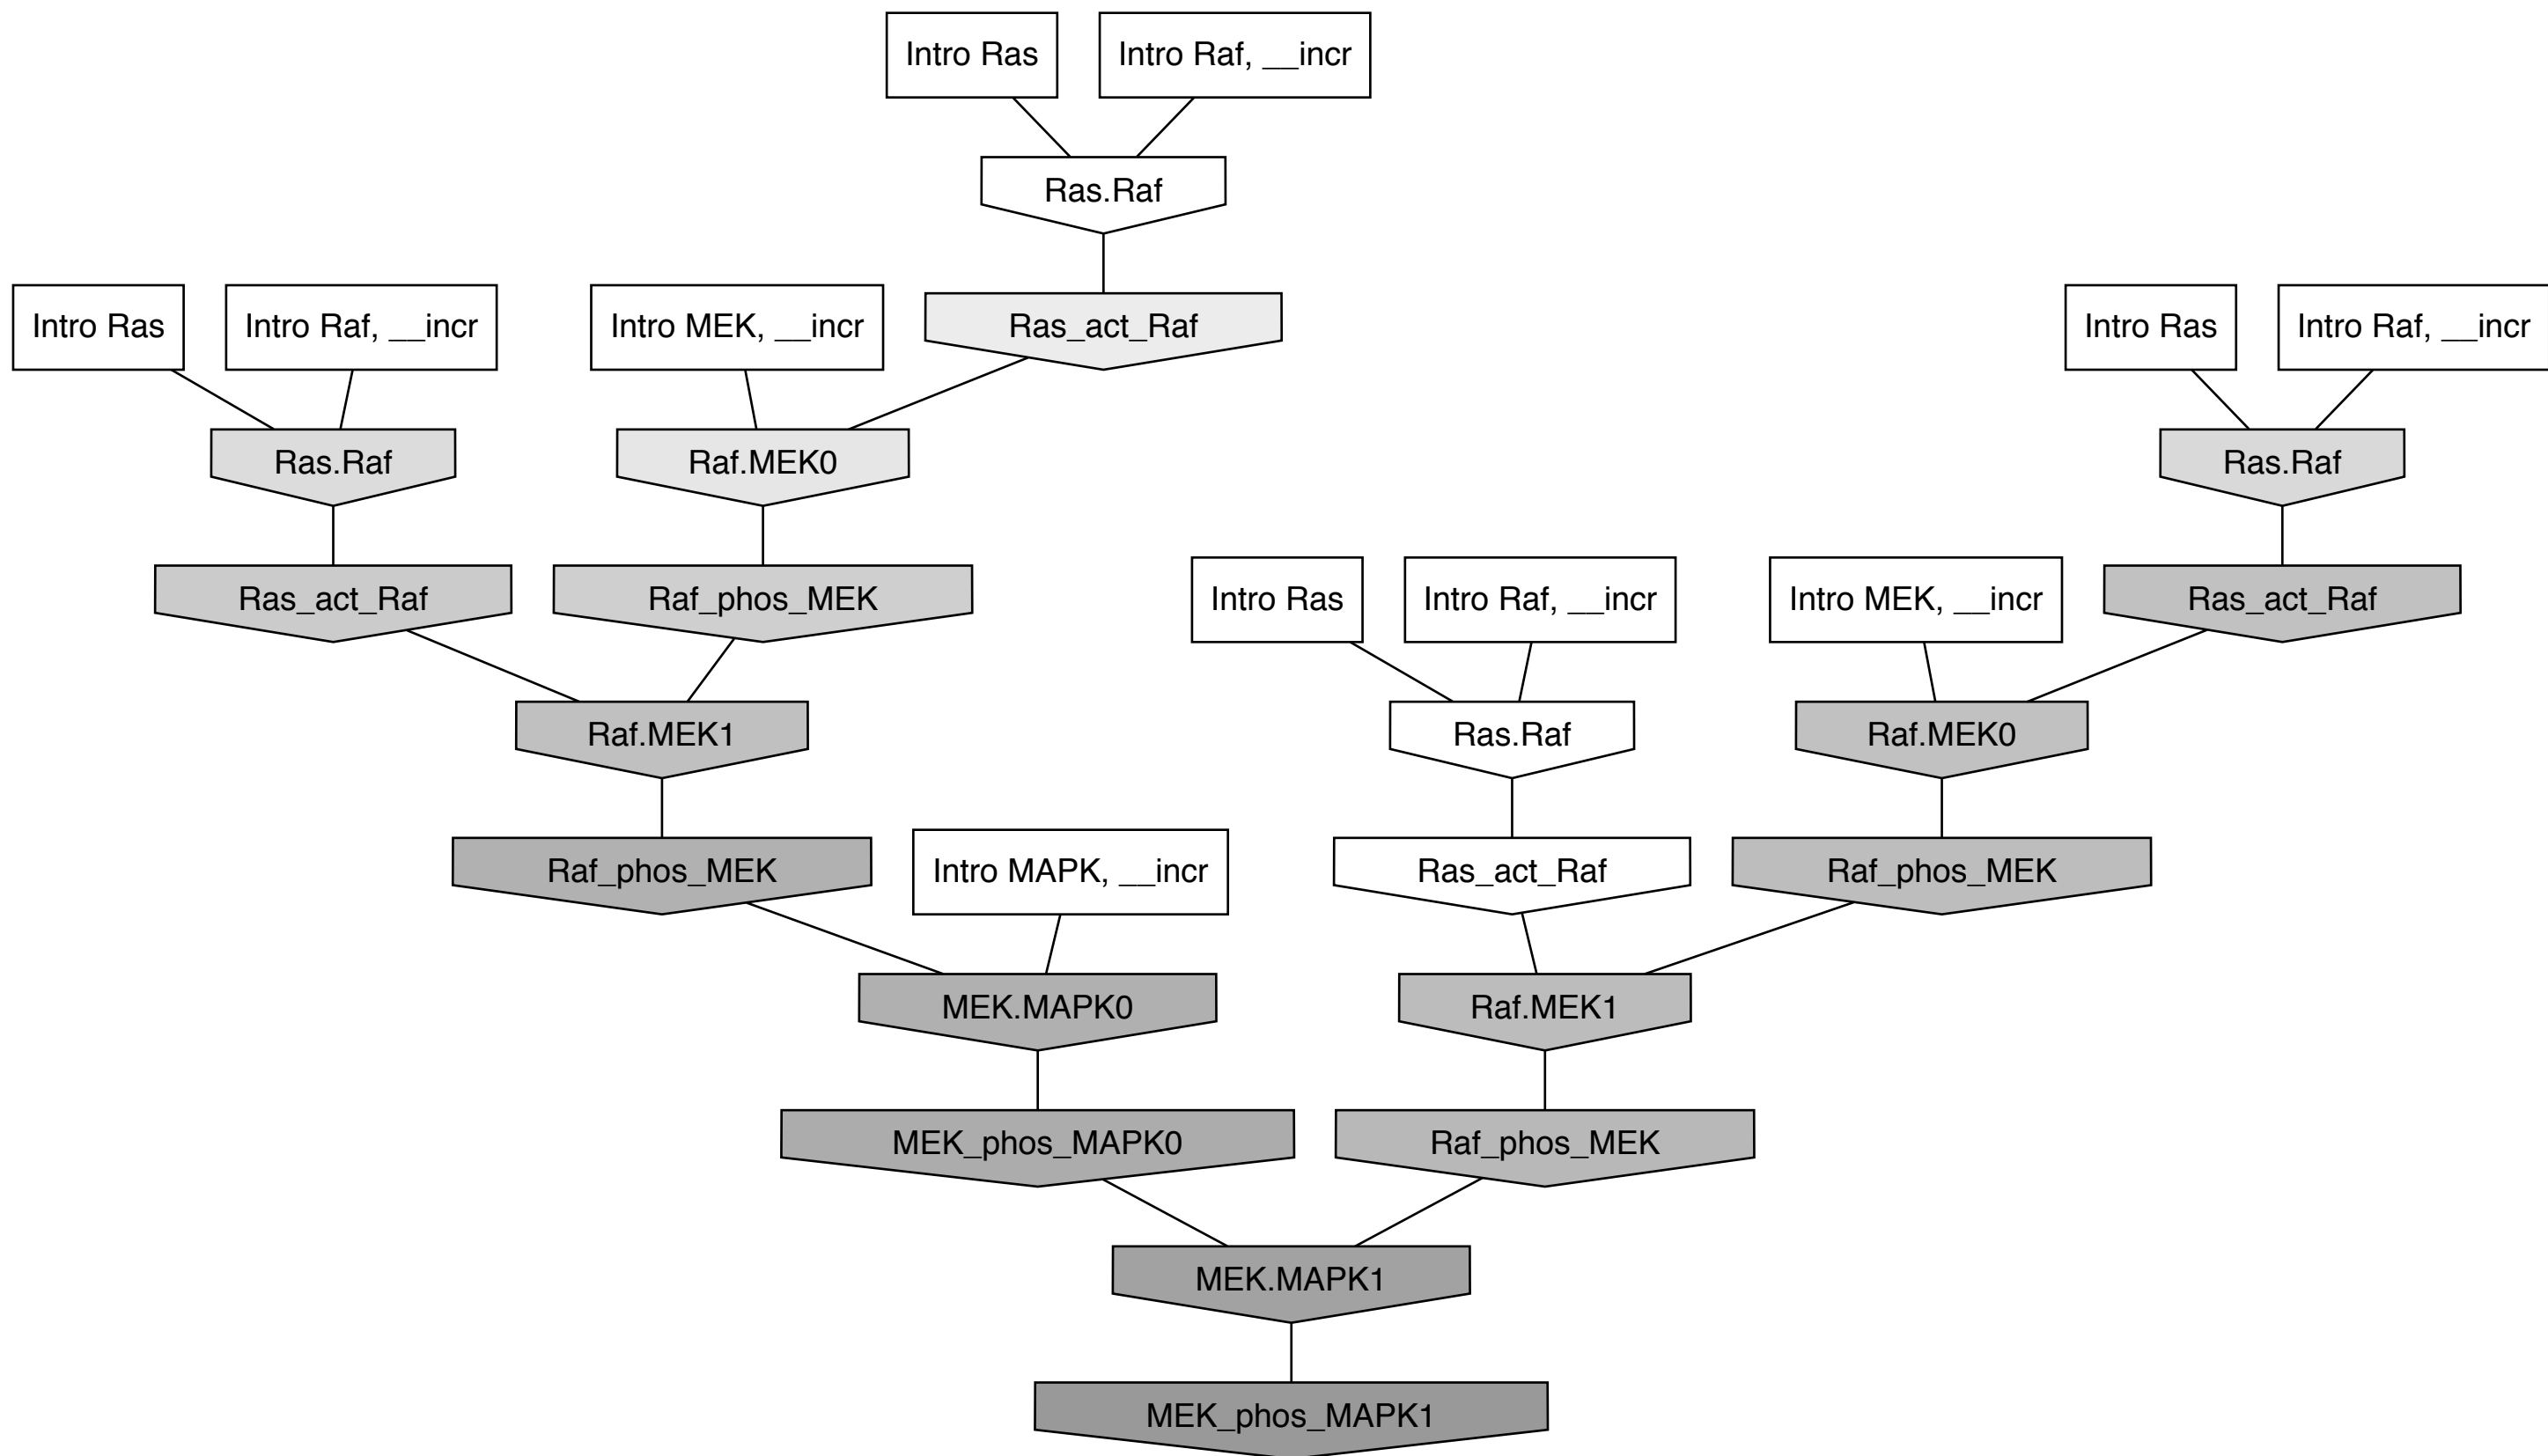 Intro Ras
Intro Raf, __incr
Ras.Raf
Intro Ras
Intro Raf, __incr
Intro MEK, __incr
Ras_act_Raf
Intro Ras
Intro Raf, __incr
Ras.Raf
Raf.MEK0
Ras.Raf
Ras_act_Raf
Raf_phos_MEK
Intro Ras
Intro Raf, __incr
Intro MEK, __incr
Ras_act_Raf
Raf.MEK1
Ras.Raf
Raf.MEK0
Raf_phos_MEK
Intro MAPK, __incr
Ras_act_Raf
Raf_phos_MEK
MEK.MAPK0
Raf.MEK1
MEK_phos_MAPK0
Raf_phos_MEK
MEK.MAPK1
MEK_phos_MAPK1